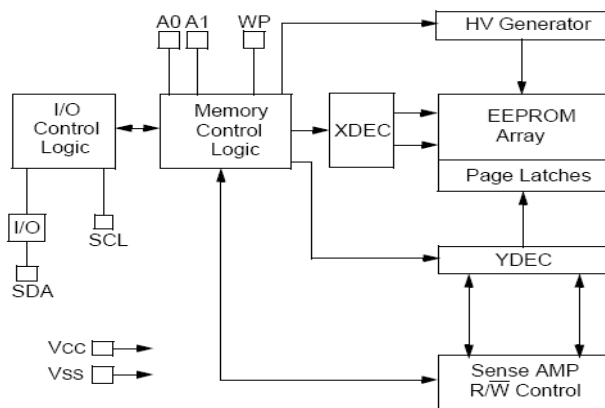 A0 A1 WP
HV Generator
I/O
Control
Logic
Memory
Control
Logic
XDEC
EEPROM
Array
Page Latches
I/O
SCL
SDA
YDEC
Vcc
Vss
Sense AMP
R/W̅ Control